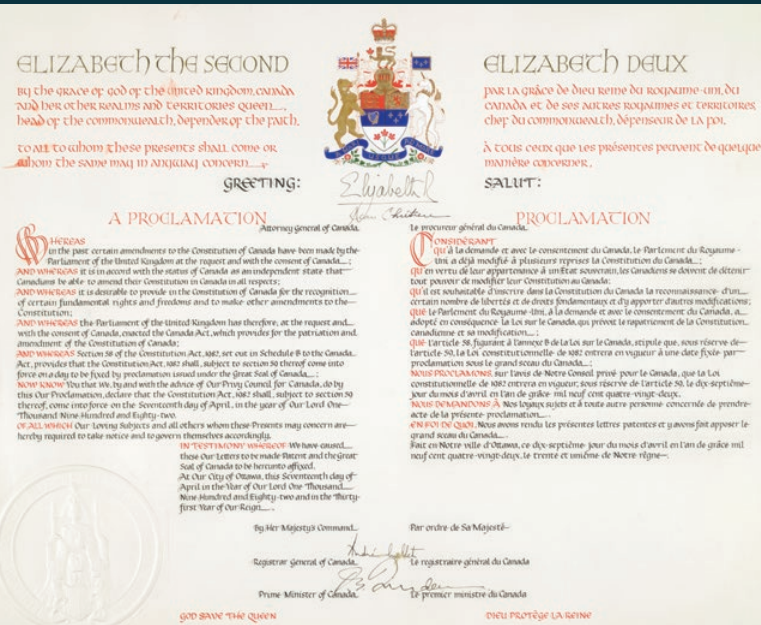 ELIZABETH THE SECOND
BY THE GRACE OF GOD OF THE UNITED KINGDOM, CANADA
AND HER OTHER REALMS AND TERRITORIES QUEEN,
HEAD OF THE COMMONWEALTH, DEFENDER OF THE FAITH.
TO ALL TO WHOM THESE PRESENTS SHALL COME OR
WHOM THE SAME MAY IN ANYWAY CONCERN
GREETING:
ELIZABETH DEUX
PAR LA GRÂCE DE DIEU REINE DU ROYAUME-UNI, DU
CANADA ET DE SES AUTRES ROYAUMES ET TERRITOIRES
CHEF DU COMMONWEALTH, DÉFENSEUR DE LA FOI.
À TOUS CEUX QUE LES PRÉSENTES PEUVENT DE QUELQUE
MANIÈRE CONCERNER.
SALUT:
Elizabeth R
Jean Chrétien
A PROCLAMATION
Attorney General of Canada
WHEREAS
in the past certain amendments to the Constitution of Canada have been made by the
Parliament of the United Kingdom at the request and with the consent of Canada;
AND WHEREAS it is in accord with the status of Canada as an independent state that
Canadians be able to amend their Constitution in Canada in all respects;
AND WHEREAS it is desirable to provide in the Constitution of Canada for the recognition
of certain fundamental rights and freedoms and to make other amendments to the
Constitution;
AND WHEREAS the Parliament of the United Kingdom has therefore, at the request and
with the consent of Canada, enacted the Canada Act, which provides for the patriation and
amendment of the Constitution of Canada;
AND WHEREAS Section 58 of the Constitution Act, 1982, set out in Schedule B to the Canada
Act, provides that the Constitution Act, 1982 shall, subject to section 59 thereof come into
force on a day to be fixed by proclamation issued under the Great Seal of Canada;
NOW KNOW You that We, by and with the advice of Our Privy Council for Canada, do by
this Our Proclamation, declare that the Constitution Act, 1982 shall, subject to section 59
thereof, come into force on the Seventeenth day of April, in the year of Our Lord One
Thousand Nine Hundred and Eighty-two.
OF ALL WHICH Our Loving Subjects and all others whom these Presents may concern are
hereby required to take notice and to govern themselves accordingly.
IN TESTIMONY WHEREOF We have caused
these Our Letters to be made Patent and the Great
Seal of Canada to be hereunto affixed.
At Our City of Ottawa, this Seventeenth day of
April in the Year of Our Lord One Thousand
Nine Hundred and Eighty-two and in the Thirty-
first Year of Our Reign
By Her Majesty's Command
Registrar General of Canada
Prime Minister of Canada
GOD SAVE THE QUEEN
PROCLAMATION
Le procureur général du Canada
CONSIDÉRANT
qu'à la demande et avec le consentement du Canada, le Parlement du Royaume-
Uni a déjà modifié à plusieurs reprises la Constitution du Canada;
qu'en vertu de leur appartenance à un État souverain, les Canadiens se doivent de détenir
tout pouvoir de modifier leur Constitution au Canada;
qu'il est souhaitable d'inscrire dans la Constitution du Canada la reconnaissance d'un
certain nombre de libertés et de droits fondamentaux et d'y apporter d'autres modifications;
que le Parlement du Royaume-Uni, à la demande et avec le consentement du Canada, a
adopté en conséquence la Loi sur le Canada, qui prévoit le rapatriement de la Constitution
canadienne et sa modification;
que l'article 58, figurant à l'annexe B de la Loi sur le Canada, stipule que, sous réserve de
l'article 59, la Loi constitutionnelle de 1982 entrera en vigueur à une date fixée par
proclamation sous le grand sceau du Canada;
NOUS PROCLAMONS, sur l'avis de Notre Conseil privé pour le Canada, que la Loi
constitutionnelle de 1982 entrera en vigueur, sous réserve de l'article 59, le dix-septième
jour du mois d'avril en l'an de grâce mil neuf cent quatre-vingt-deux.
NOUS DEMANDONS À Nos loyaux sujets et à toute autre personne concernée de prendre
acte de la présente proclamation.
EN FOI DE QUOI, Nous avons rendu les présentes lettres patentes et y avons fait apposer le
grand sceau du Canada.
Fait en Notre ville d'Ottawa, ce dix-septième jour du mois d'avril en l'an de grâce mil
neuf cent quatre-vingt-deux, le trente et unième de Notre règne.
Par ordre de Sa Majesté
André Ouellet
Le registraire général du Canada
Le premier ministre du Canada
DIEU PROTÈGE LA REINE